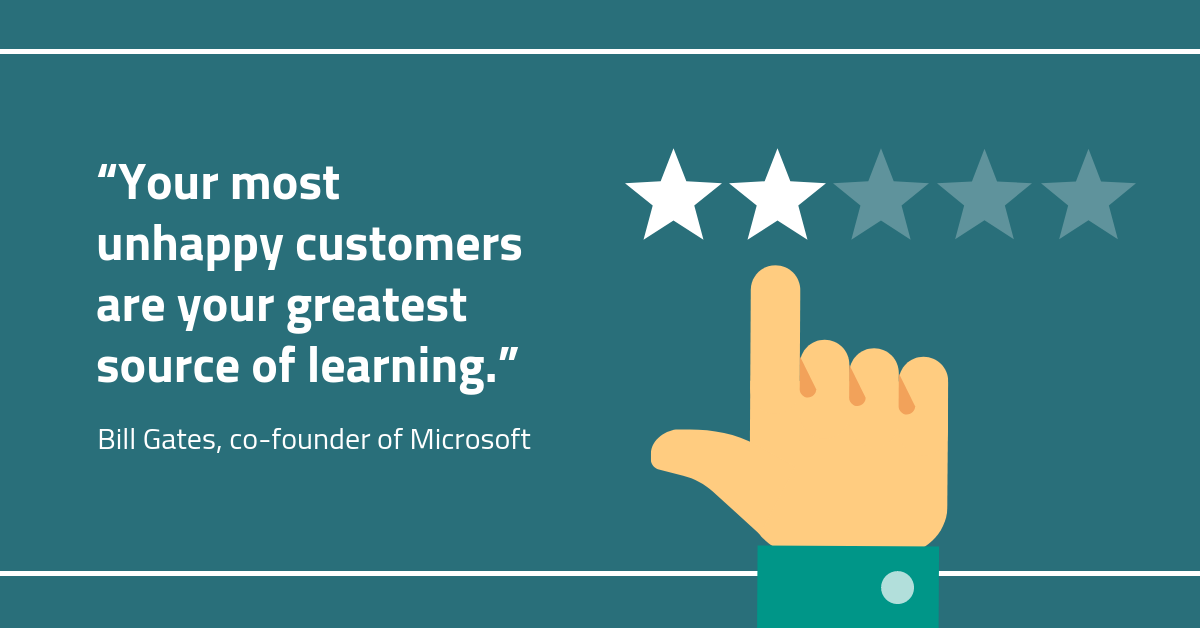 “Your most
unhappy customers
are your greatest
source of learning.”
Bill Gates, co-founder of Microsoft